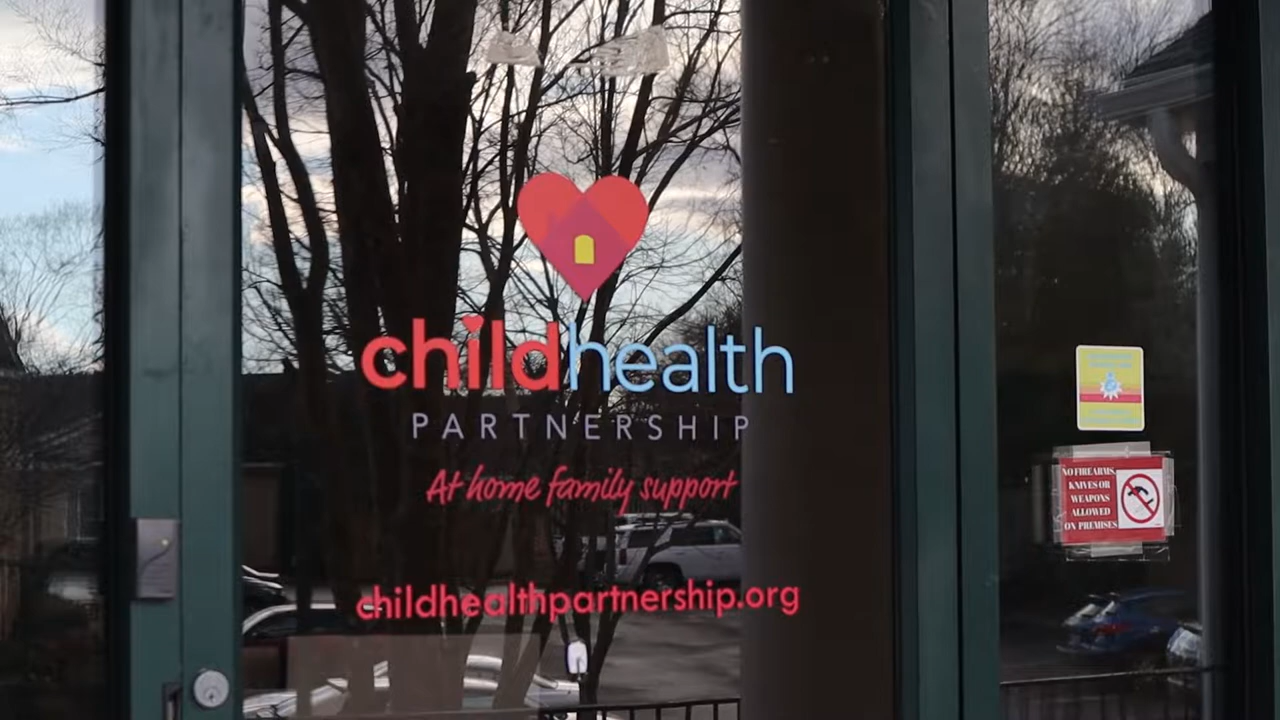 childhealth
PARTNERSHIP
At home family support
childhealthpartnership.org
NO FIREARMS,
KNIVES OR
WEAPONS
ALLOWED
ON PREMISES